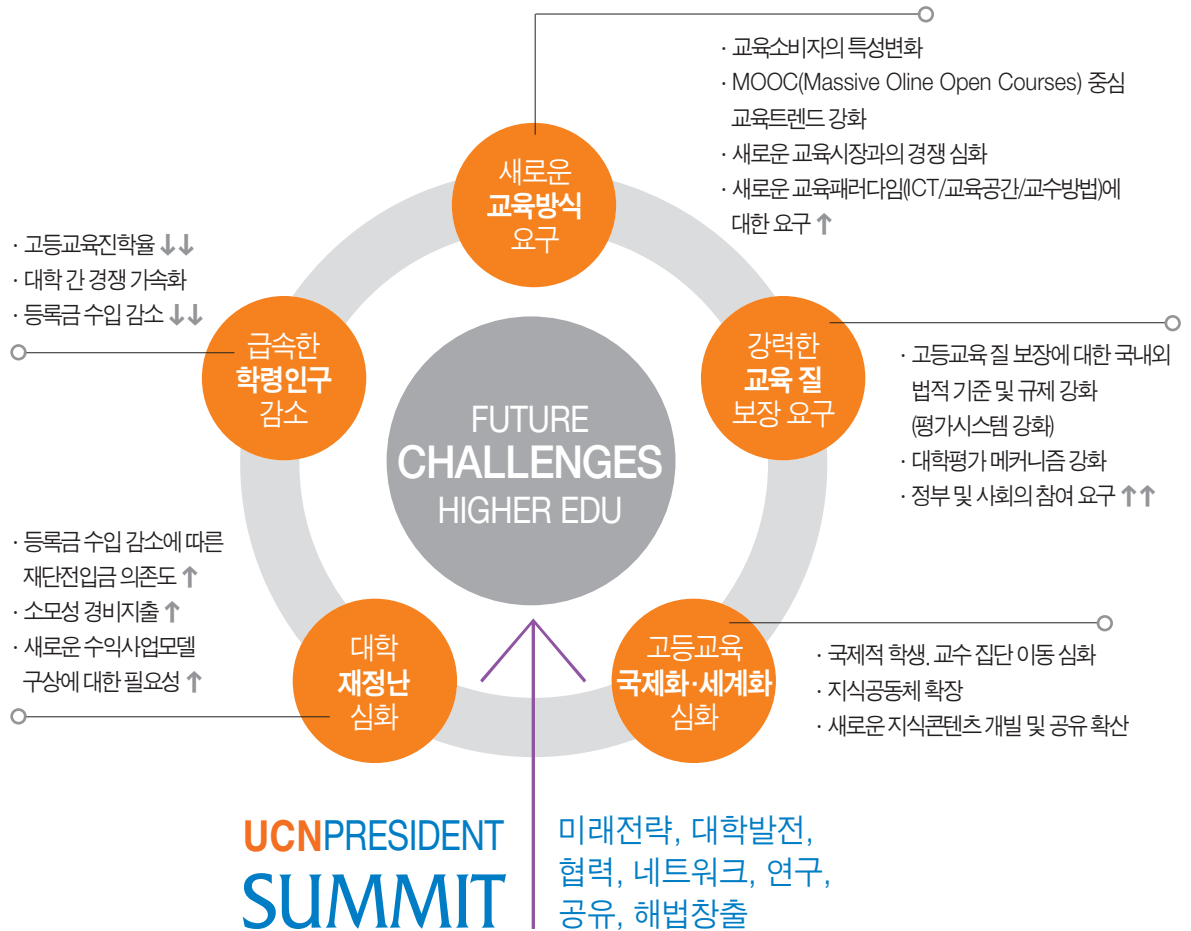 · 교육소비자의 특성변화
· MOOC(Massive Oline Open Courses) 중심
교육트렌드 강화
· 새로운 교육시장과의 경쟁 심화
· 새로운 교육패러다임(ICT/교육공간/교수방법)에
대한 요구 ↑
새로운
교육방식
요구
· 고등교육진학율 ↓↓
· 대학 간 경쟁 가속화
· 등록금 수입 감소 ↓↓
급속한
학령인구
감소
강력한
교육 질
보장 요구
· 고등교육 질 보장에 대한 국내외
법적 기준 및 규제 강화
(평가시스템 강화)
· 대학평가 메커니즘 강화
· 정부 및 사회의 참여 요구 ↑↑
FUTURE
CHALLENGES
HIGHER EDU
· 등록금 수입 감소에 따른
재단전입금 의존도 ↑
· 소모성 경비지출 ↑
· 새로운 수익사업모델
구상에 대한 필요성 ↑
대학
재정난
심화
고등교육
국제화·세계화
심화
· 국제적 학생, 교수 집단 이동 심화
· 지식공동체 확장
· 새로운 지식콘텐츠 개빌 및 공유 확산
UCNPRESIDENT
SUMMIT
미래전략, 대학발전,
협력, 네트워크, 연구,
공유, 해법창출